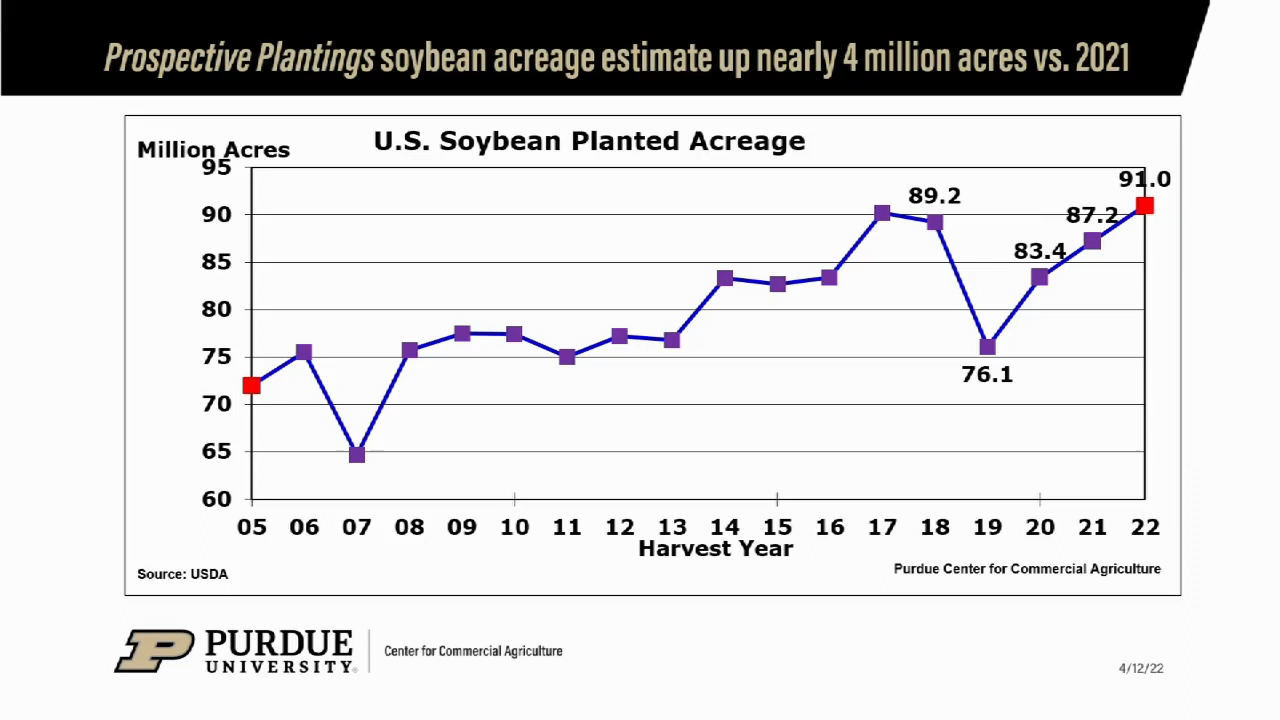 Prospective Plantings soybean acreage estimate up nearly 4 million acres vs. 2021
U.S. Soybean Planted Acreage
Million Acres
95
90
85
80
75
70
65
60
89.2
76.1
83.4
87.2
91.0
05 06 07 08 09 10 11 12 13 14 15 16 17 18 19 20 21 22
Harvest Year
Source: USDA
Purdue Center for Commercial Agriculture
P PURDUE
UNIVERSITY®
Center for Commercial Agriculture
4/12/22